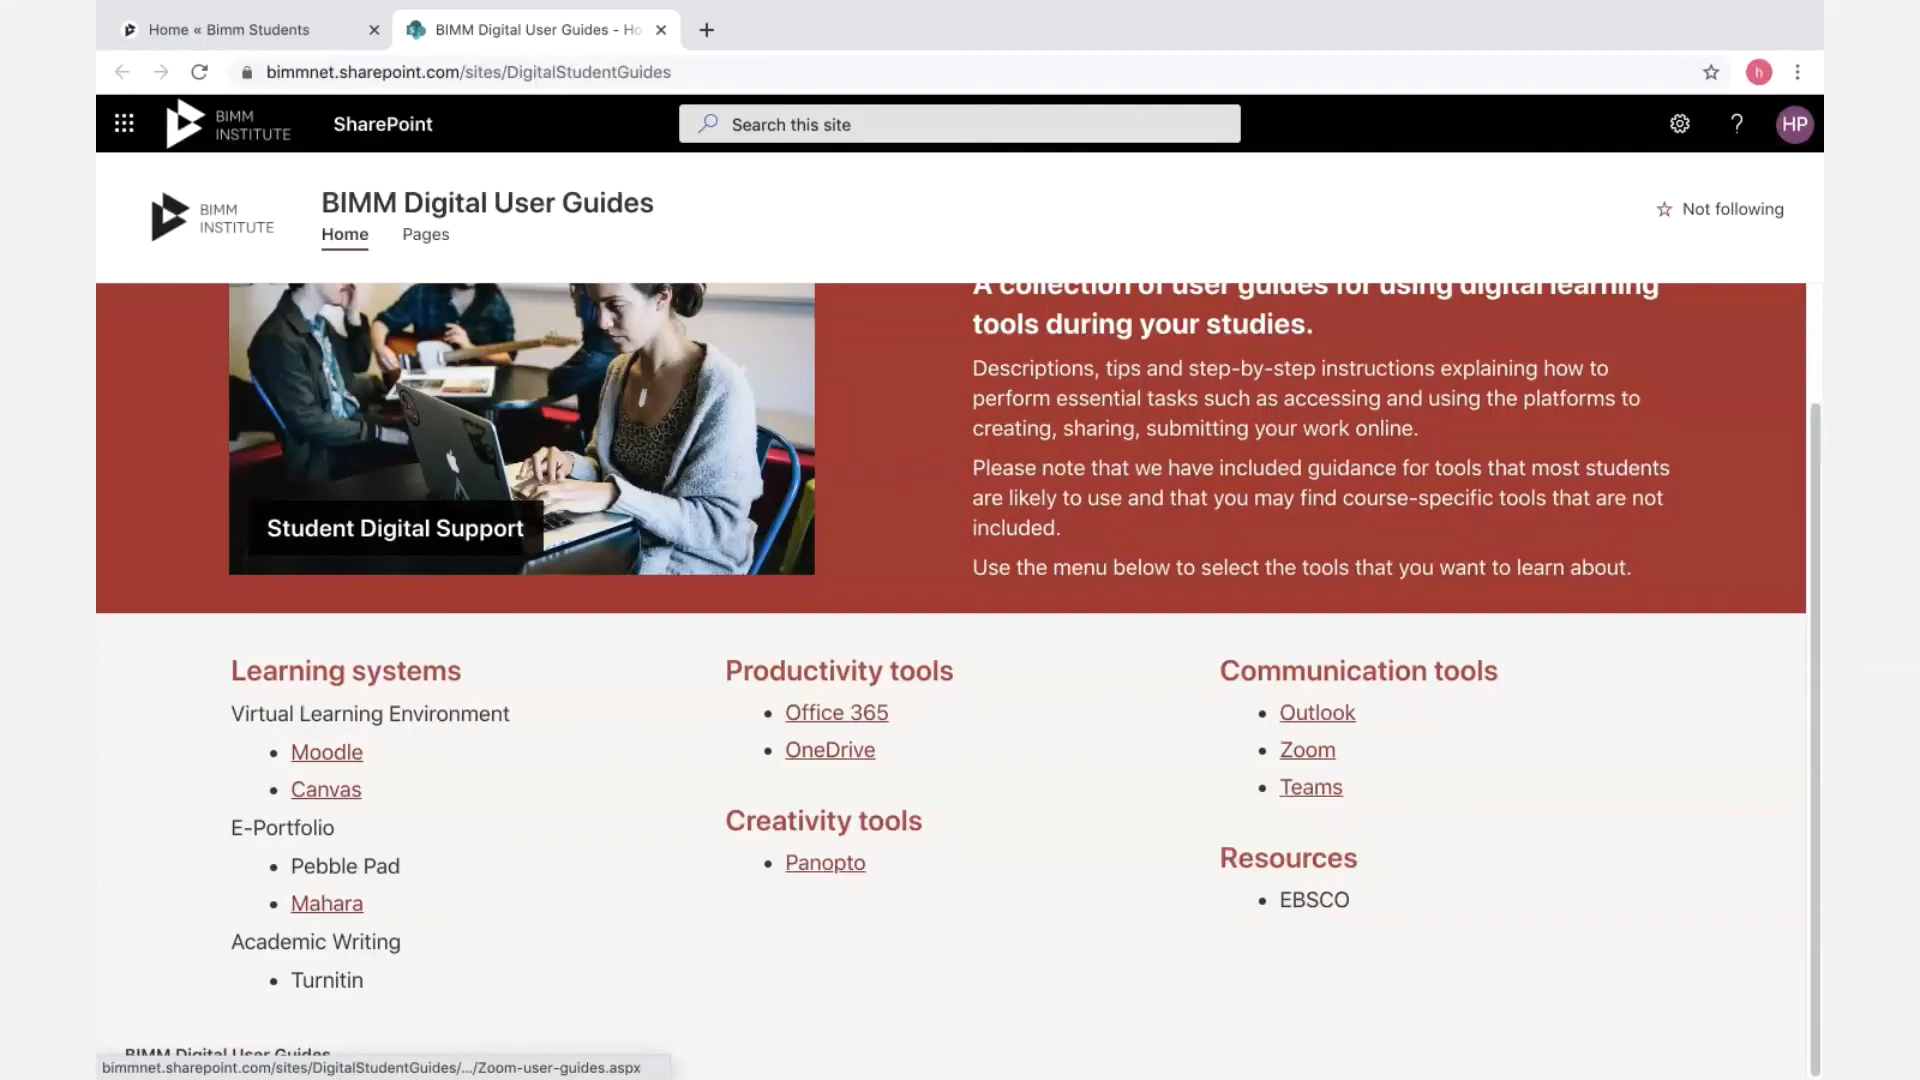 Home « Bimm Students
BIMM Digital User Guides - Ho
bimmnet.sharepoint.com/sites/DigitalStudentGuides
h
BIMM
INSTITUTE
SharePoint
Search this site
?
HP
BIMM
INSTITUTE
BIMM Digital User Guides
Home
Pages
Not following
A collection of user guides for using digital learning
tools during your studies.
Descriptions, tips and step-by-step instructions explaining how to
perform essential tasks such as accessing and using the platforms to
creating, sharing, submitting your work online.
Please note that we have included guidance for tools that most students
are likely to use and that you may find course-specific tools that are not
included.
Use the menu below to select the tools that you want to learn about.
Student Digital Support
Learning systems
Virtual Learning Environment
• Moodle
• Canvas
E-Portfolio
• Pebble Pad
• Mahara
Academic Writing
• Turnitin
Productivity tools
• Office 365
• OneDrive
Creativity tools
• Panopto
Communication tools
• Outlook
• Zoom
• Teams
Resources
• EBSCO
BIMM Digital User Guides
bimmnet.sharepoint.com/sites/DigitalStudentGuides/.../Zoom-user-guides.aspx